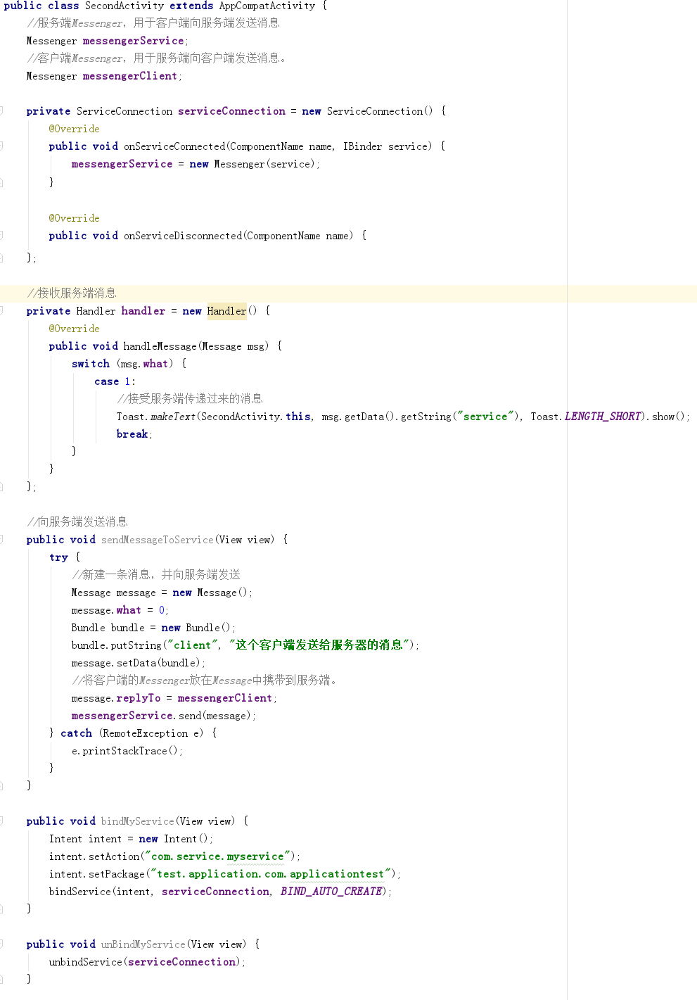 public class SecondActivity extends AppCompatActivity {
//服务端Messenger，用于客户端向服务端发送消息
Messenger messengerService;
//客户端Messenger，用于服务端向客户端发送消息。
Messenger messengerClient;
private ServiceConnection serviceConnection = new ServiceConnection() {
@Override
public void onServiceConnected(ComponentName name, IBinder service) {
messengerService = new Messenger(service);
}
@Override
public void onServiceDisconnected(ComponentName name) {
};
//接收服务端消息
private Handler handler = new Handler() {
@Override
public void handleMessage(Message msg) {
switch (msg.what) {
case 1:
//接受服务端传递过来的消息
Toast.makeText(SecondActivity.this, msg.getData().getString("service"), Toast.LENGTH_SHORT).show();
break;
}
}
};
//向服务端发送消息
public void sendMessageToService(View view) {
try {
//新建一条消息，并向服务端发送
Message message = new Message();
message.what = 0;
Bundle bundle = new Bundle();
bundle.putString("client", "这个客户端发送给服务器的消息");
message.setData(bundle);
//将客户端的Messenger放在Message中携带到服务端。
message.replyTo = messengerClient;
messengerService.send(message);
} catch (RemoteException e) {
e.printStackTrace();
}
}
public void bindMyService(View view) {
Intent intent = new Intent();
intent.setAction("com.service.myservice");
intent.setPackage("test.application.com.applicationtest");
bindService(intent, serviceConnection, BIND_AUTO_CREATE);
}
public void unBindMyService(View view) {
unbindService(serviceConnection);
}